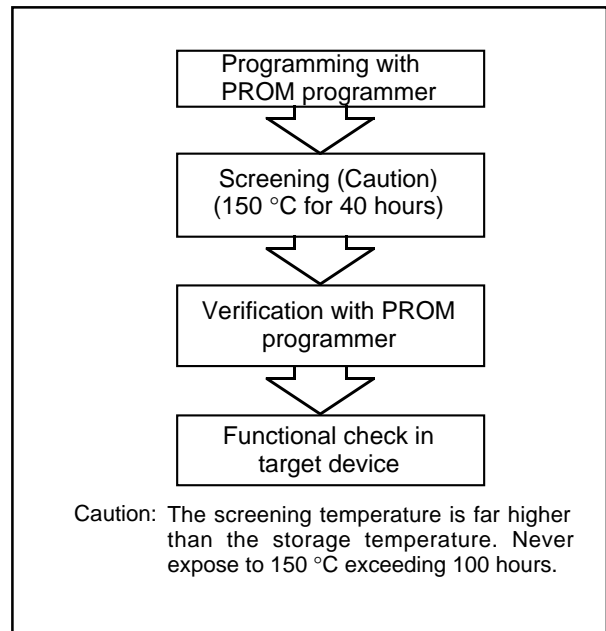 Programming with
PROM programmer
Screening (Caution)
(150 °C for 40 hours)
Verification with PROM
programmer
Functional check in
target device
Caution: The screening temperature is far higher
than the storage temperature. Never
expose to 150 °C exceeding 100 hours.